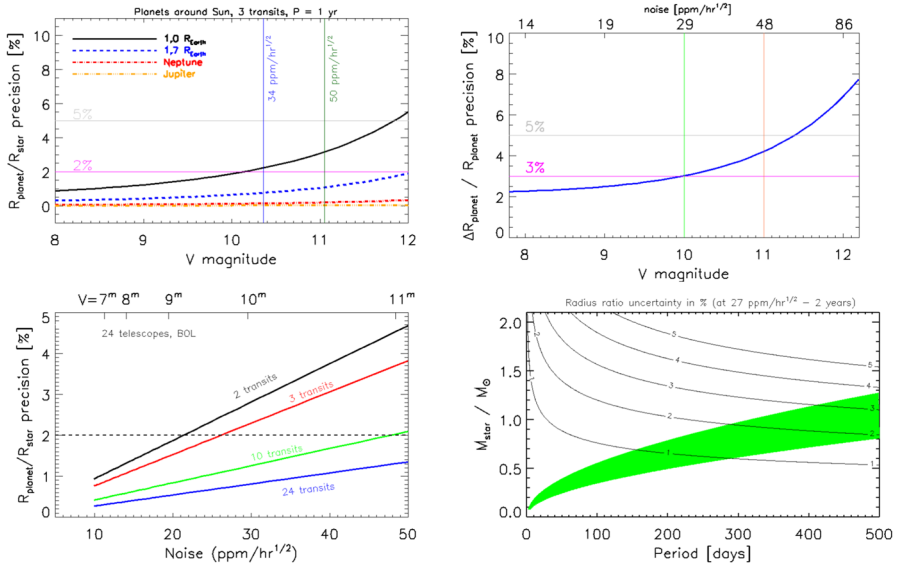 Planets around Sun, 3 transits, P = 1 yr
R_planet/R_star precision [%]
10
8
6
4
2
0
1,0 R_Earth
1,7 R_Earth
Neptune
Jupiter
5%
2%
34 ppm/hr^1/2
50 ppm/hr^1/2
8 9 10 11 12
V magnitude
noise [ppm/hr^1/2]
14 19 29 48 86
ΔR_planet / R_planet precision [%]
10
8
6
4
2
0
5%
3%
8 9 10 11 12
V magnitude
V=7^m 8^m 9^m 10^m 11^m
R_planet/R_star precision [%]
5
4
3
2
1
0
24 telescopes, BOL
2 transits
3 transits
10 transits
24 transits
10 20 30 40 50
Noise (ppm/hr^1/2)
Radius ratio uncertainty in % (at 27 ppm/hr^1/2 – 2 years)
M_star / M_⊙
2.0
1.5
1.0
0.5
0.0
5 5
4 4
3 3
2 2 2
1 1 1
0 100 200 300 400 500
Period [days]